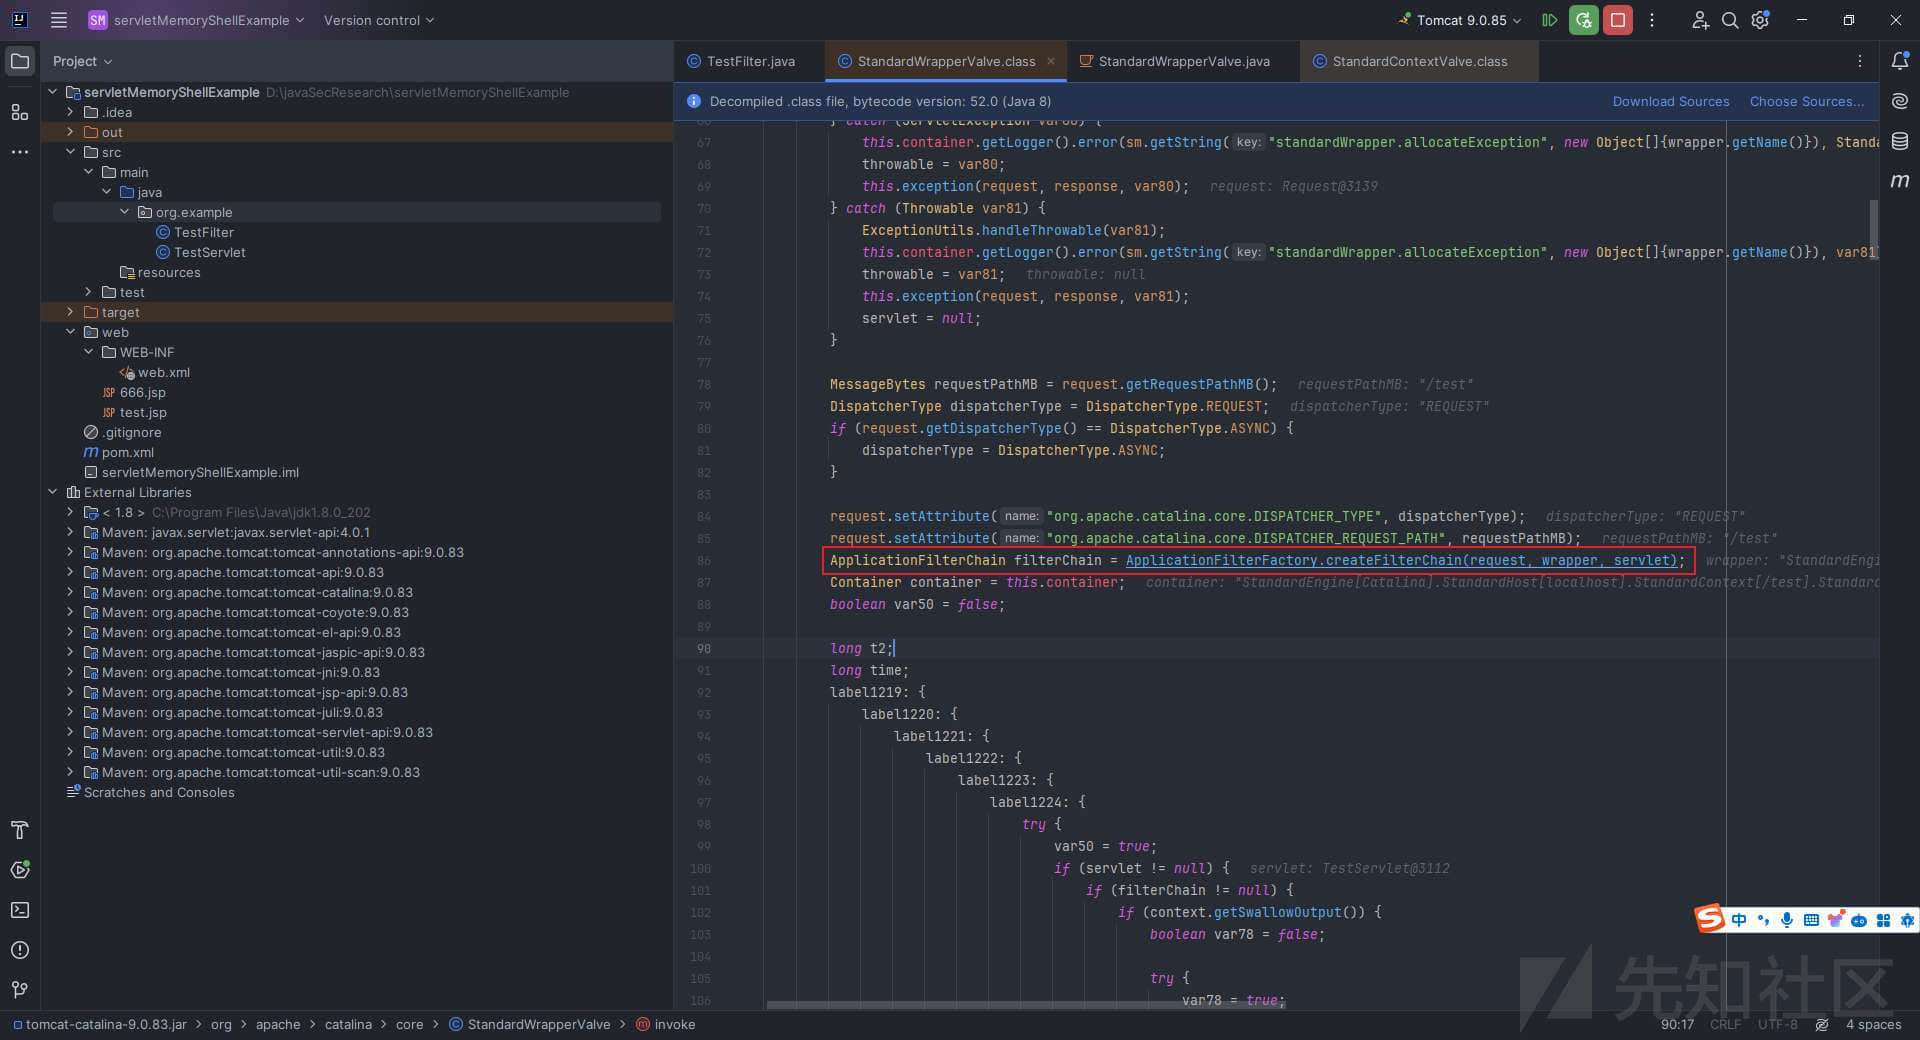 SM servletMemoryShellExample Version control Tomcat 9.0.85
Project
servletMemoryShellExample D:\javaSecResearch\servletMemoryShellExample
.idea
out
src
main
java
org.example
TestFilter
TestServlet
resources
test
target
web
WEB-INF
web.xml
JSP 666.jsp
JSP test.jsp
.gitignore
m pom.xml
servletMemoryShellExample.iml
External Libraries
< 1.8 > C:\Program Files\Java\jdk1.8.0_202
Maven: javax.servlet:javax.servlet-api:4.0.1
Maven: org.apache.tomcat:tomcat-annotations-api:9.0.83
Maven: org.apache.tomcat:tomcat-api:9.0.83
Maven: org.apache.tomcat:tomcat-catalina:9.0.83
Maven: org.apache.tomcat:tomcat-coyote:9.0.83
Maven: org.apache.tomcat:tomcat-el-api:9.0.83
Maven: org.apache.tomcat:tomcat-jaspic-api:9.0.83
Maven: org.apache.tomcat:tomcat-jni:9.0.83
Maven: org.apache.tomcat:tomcat-jsp-api:9.0.83
Maven: org.apache.tomcat:tomcat-juli:9.0.83
Maven: org.apache.tomcat:tomcat-servlet-api:9.0.83
Maven: org.apache.tomcat:tomcat-util:9.0.83
Maven: org.apache.tomcat:tomcat-util-scan:9.0.83
Scratches and Consoles
TestFilter.java StandardWrapperValve.class StandardWrapperValve.java StandardContextValve.class
Decompiled .class file, bytecode version: 52.0 (Java 8) Download Sources Choose Sources...
66 } catch (ServletException var80) {
67 this.container.getLogger().error(sm.getString( key: "standardWrapper.allocateException", new Object[]{wrapper.getName()}), Standa
68 throwable = var80;
69 this.exception(request, response, var80); request: Request@3139
70 } catch (Throwable var81) {
71 ExceptionUtils.handleThrowable(var81);
72 this.container.getLogger().error(sm.getString( key: "standardWrapper.allocateException", new Object[]{wrapper.getName()}), var81
73 throwable = var81; throwable: null
74 this.exception(request, response, var81);
75 servlet = null;
76 }
77
78 MessageBytes requestPathMB = request.getRequestPathMB(); requestPathMB: "/test"
79 DispatcherType dispatcherType = DispatcherType.REQUEST; dispatcherType: "REQUEST"
80 if (request.getDispatcherType() == DispatcherType.ASYNC) {
81 dispatcherType = DispatcherType.ASYNC;
82 }
83
84 request.setAttribute( name: "org.apache.catalina.core.DISPATCHER_TYPE", dispatcherType); dispatcherType: "REQUEST"
85 request.setAttribute( name: "org.apache.catalina.core.DISPATCHER_REQUEST_PATH", requestPathMB); requestPathMB: "/test"
86 ApplicationFilterChain filterChain = ApplicationFilterFactory.createFilterChain(request, wrapper, servlet); wrapper: "StandardEngi
87 Container container = this.container; container: "StandardEngine[Catalina].StandardHost[localhost].StandardContext[/test].Standard
88 boolean var50 = false;
89
90 long t2;
91 long time;
92 label1219: {
93 label1220: {
94 label1221: {
95 label1222: {
96 label1223: {
97 label1224: {
98 try {
99 var50 = true;
100 if (servlet != null) { servlet: TestServlet@3112
101 if (filterChain != null) {
102 if (context.getSwallowOutput()) {
103 boolean var78 = false;
104
105 try {
106 var78 = true;
中
先知社区
tomcat-catalina-9.0.83.jar > org > apache > catalina > core > StandardWrapperValve > invoke 90:17 CRLF UTF-8 4 spaces